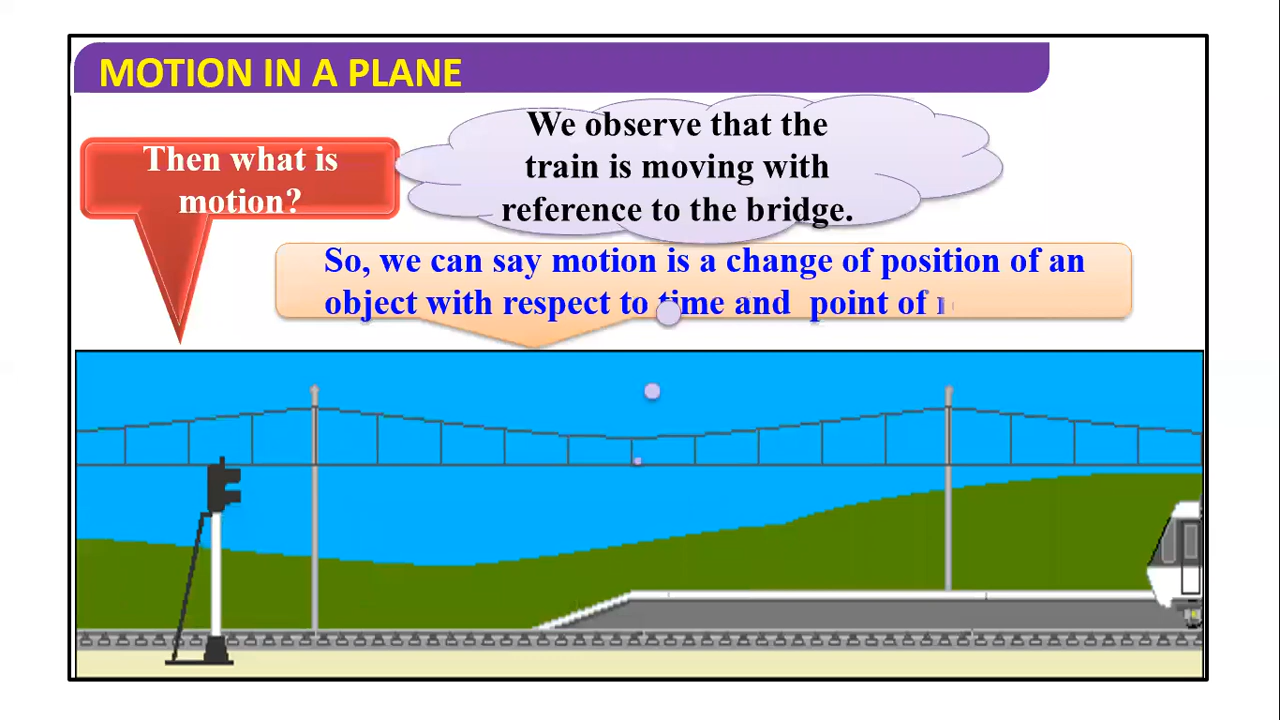 MOTION IN A PLANE
Then what is
motion?
We observe that the
train is moving with
reference to the bridge.
So, we can say motion is a change of position of an
object with respect to time and point of